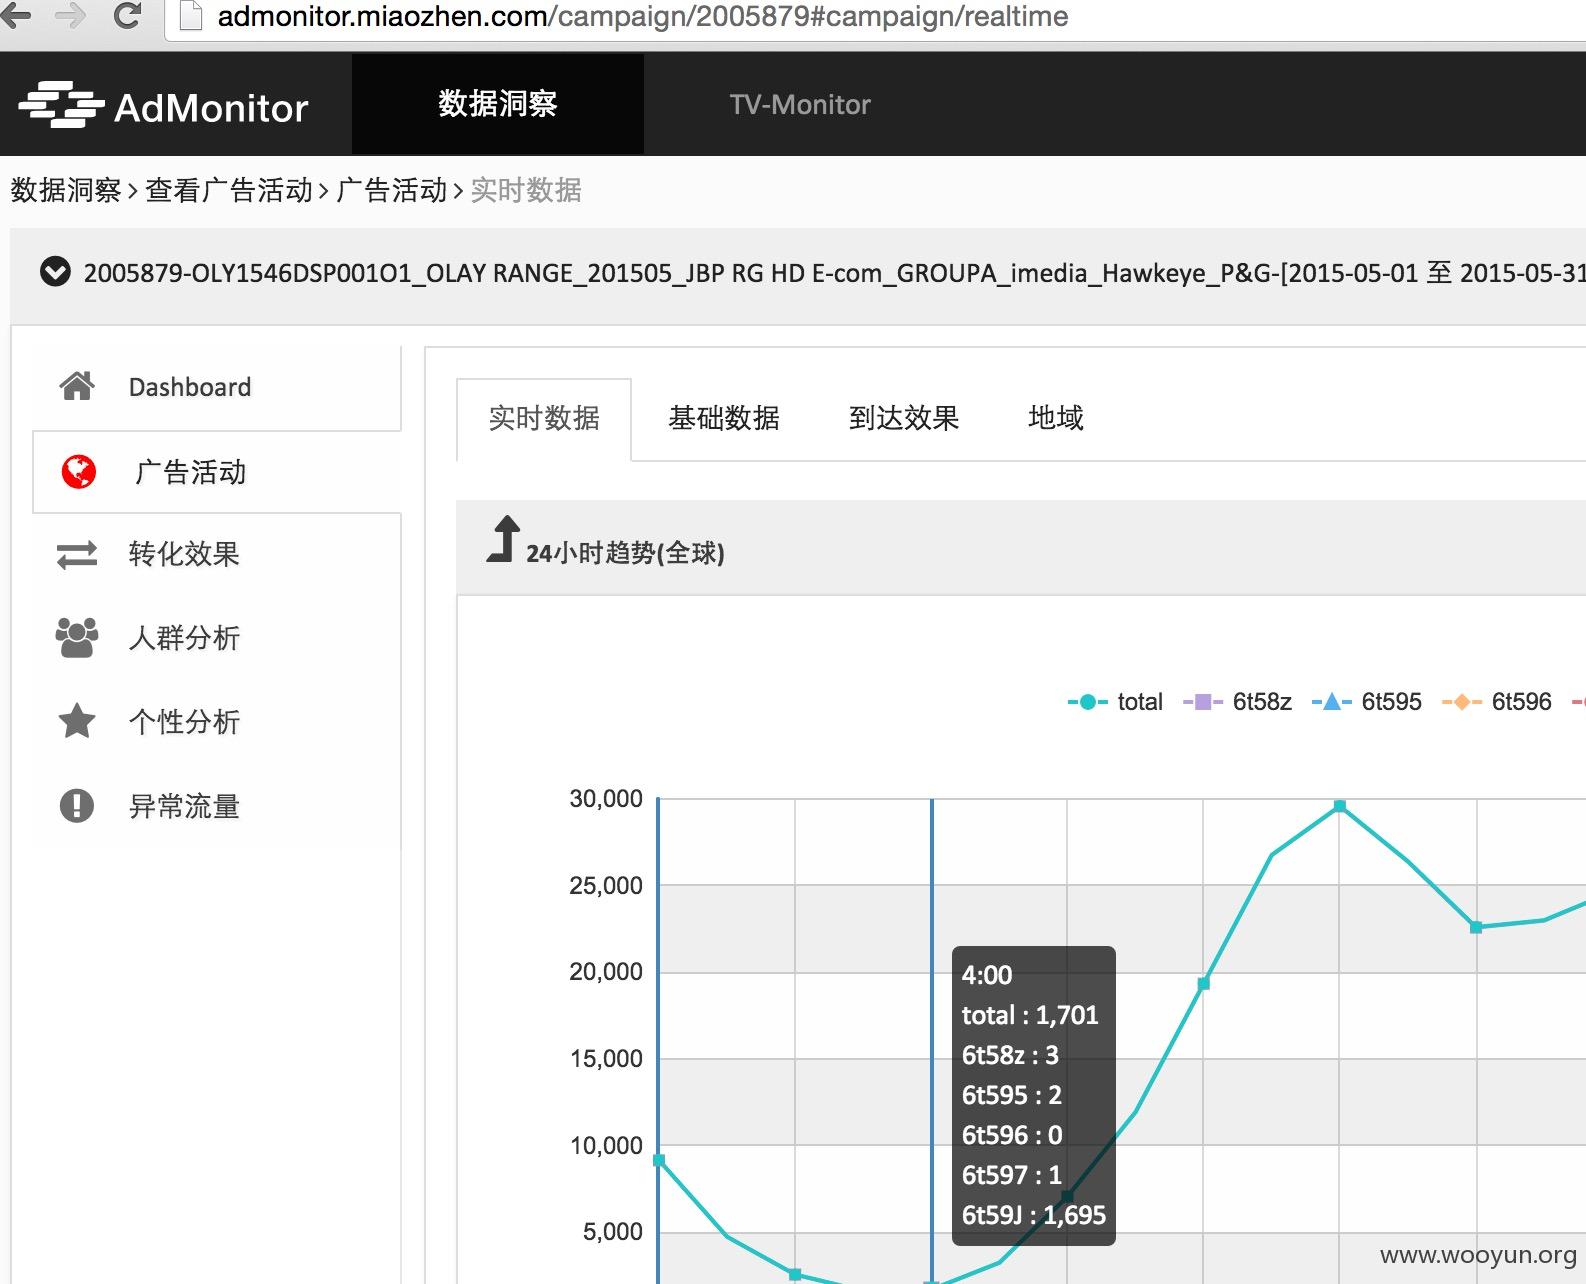 admonitor.miaozhen.com/campaign/2005879#campaign/realtime
AdMonitor
数据洞察
TV-Monitor
数据洞察 > 查看广告活动 > 广告活动 > 实时数据
2005879-OLY1546DSP001O1_OLAY RANGE_201505_JBP RG HD E-com_GROUPA_imedia_Hawkeye_P&G-[2015-05-01 至 2015-05-31
Dashboard
广告活动
转化效果
人群分析
个性分析
异常流量
实时数据 基础数据 到达效果 地域
24小时趋势(全球)
total 6t58z 6t595 6t596
30,000
25,000
20,000
15,000
10,000
5,000
4:00
total : 1,701
6t58z : 3
6t595 : 2
6t596 : 0
6t597 : 1
6t59J : 1,695
www.wooyun.org